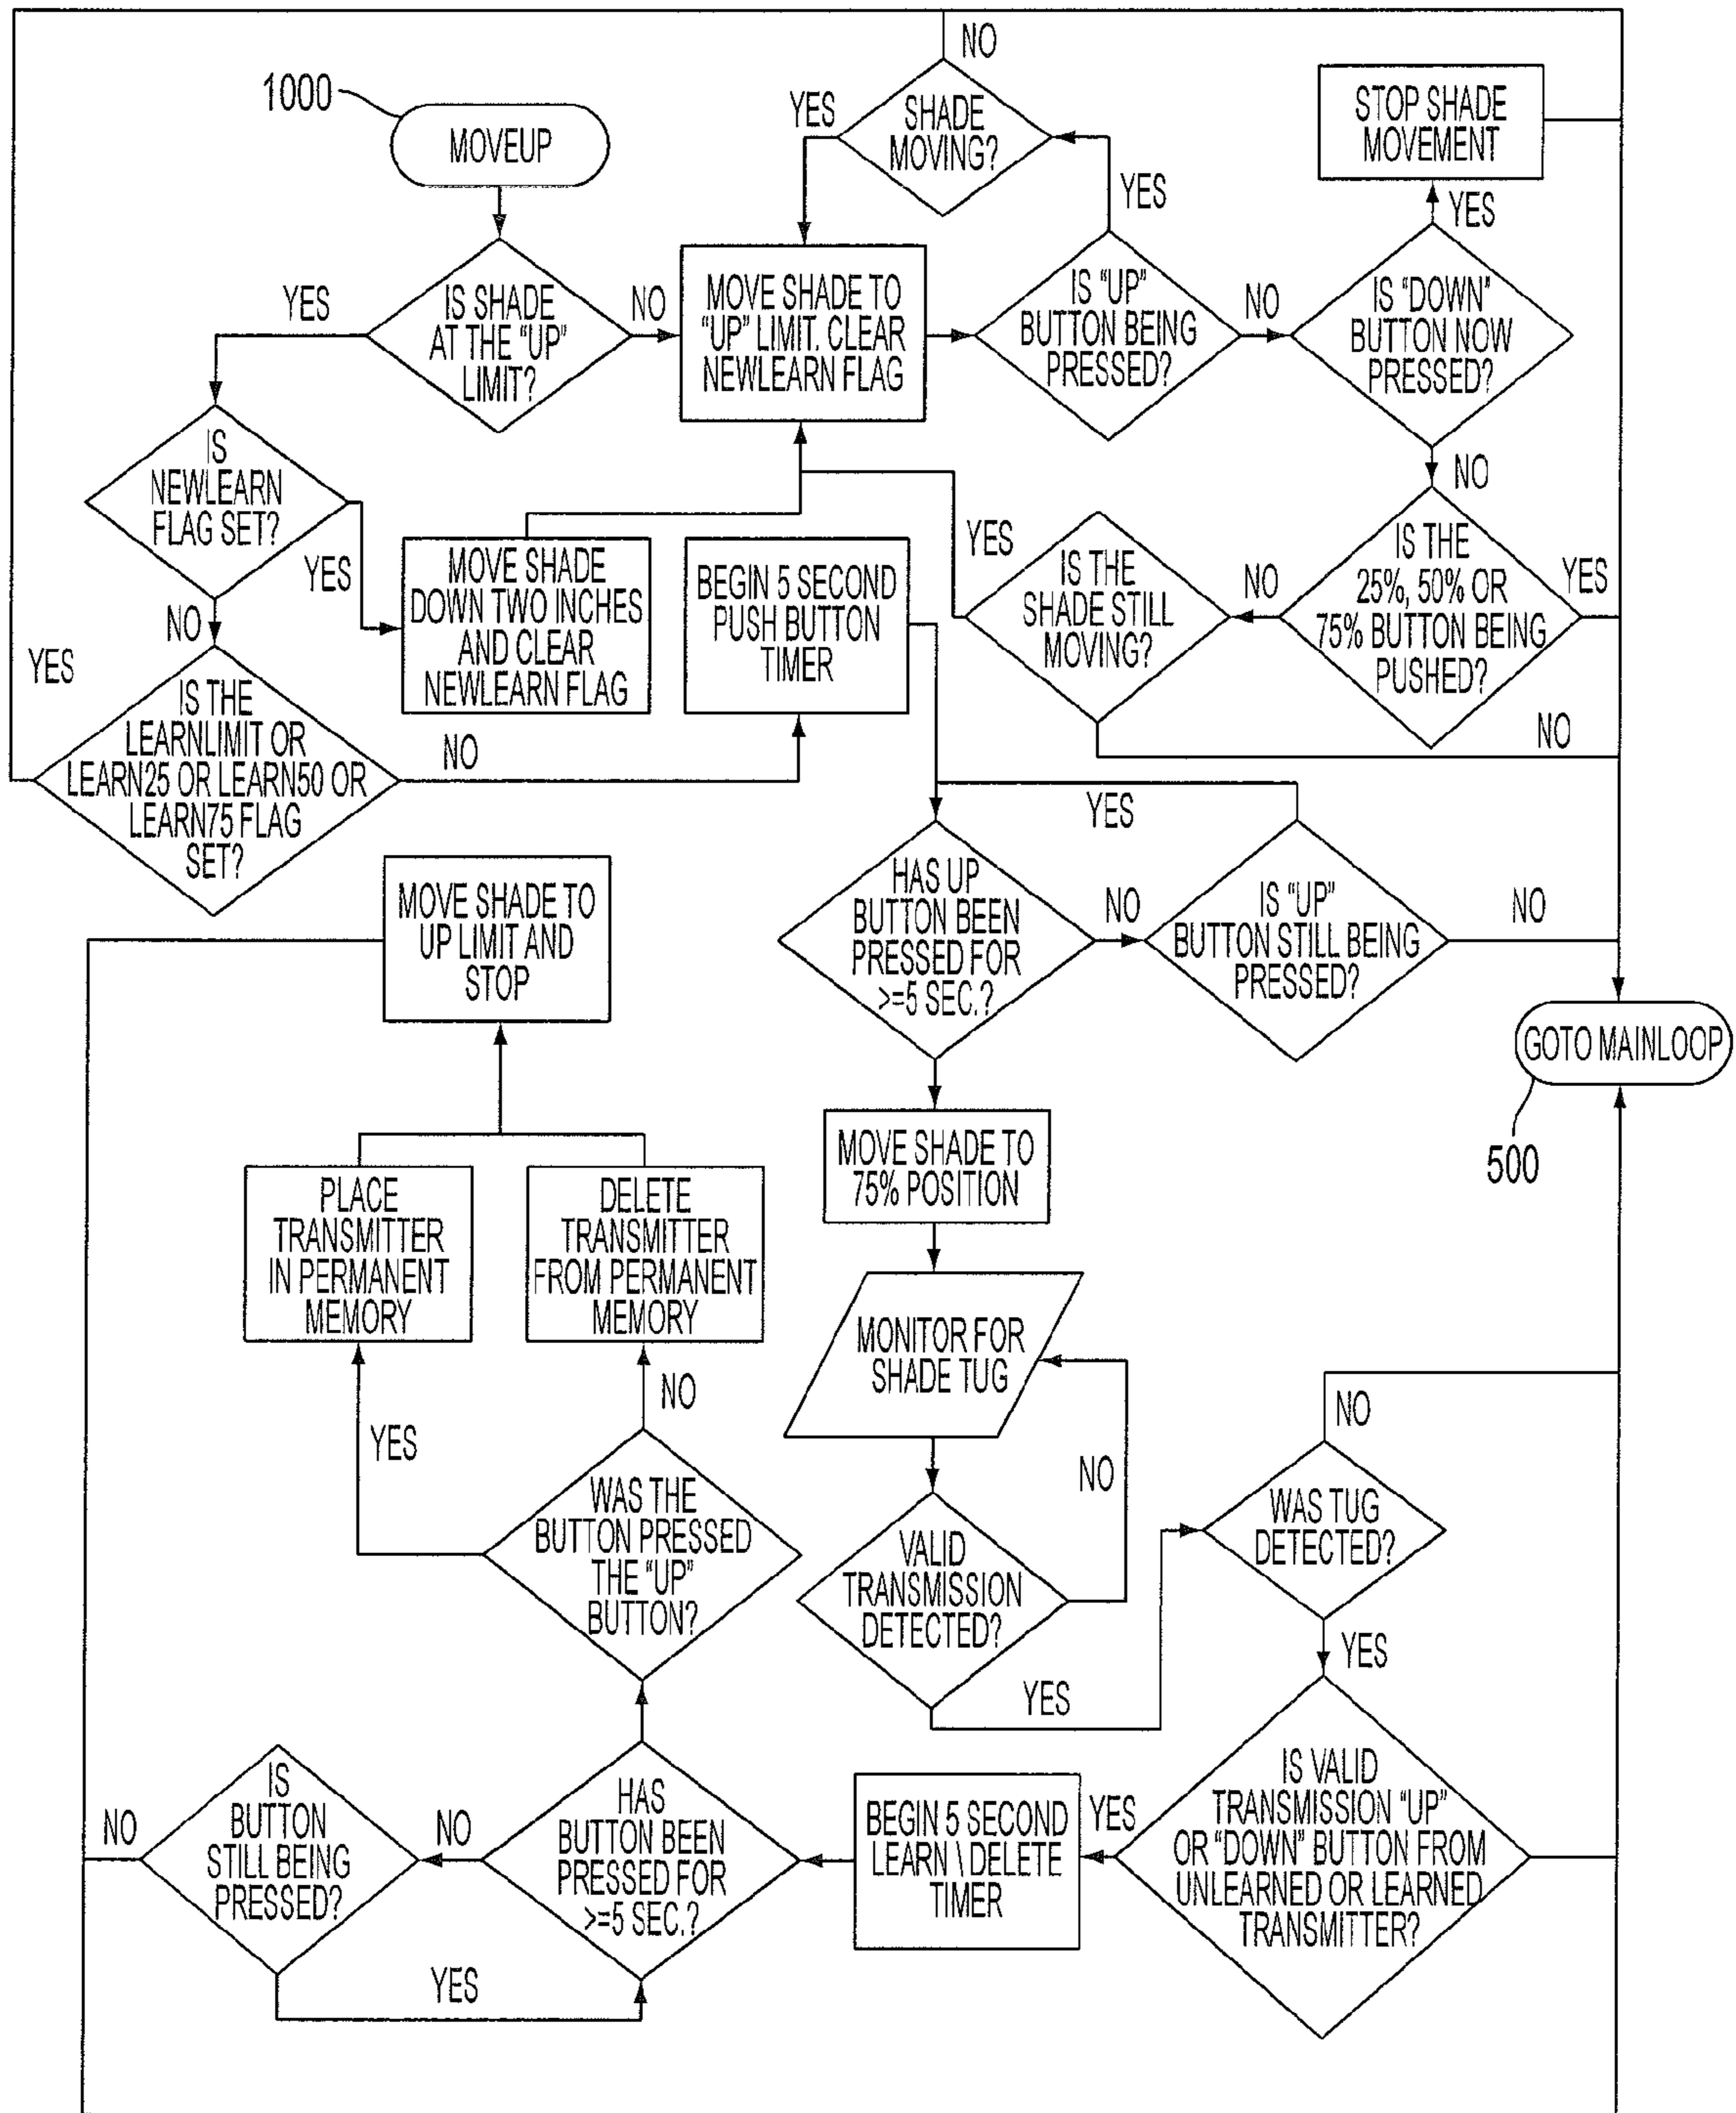 NO
1000
MOVEUP
YES
SHADE
MOVING?
STOP SHADE
MOVEMENT
YES
YES
YES
IS SHADE
AT THE "UP"
LIMIT?
NO
MOVE SHADE TO
"UP" LIMIT. CLEAR
NEWLEARN FLAG
IS "UP"
BUTTON BEING
PRESSED?
NO
IS "DOWN"
BUTTON NOW
PRESSED?
NO
IS
NEWLEARN
FLAG SET?
YES
NO
MOVE SHADE
DOWN TWO INCHES
AND CLEAR
NEWLEARN FLAG
BEGIN 5 SECOND
PUSH BUTTON
TIMER
YES
IS THE
SHADE STILL
MOVING?
NO
IS THE
25%, 50% OR
75% BUTTON BEING
PUSHED?
YES
NO
YES
IS THE
LEARNLIMIT OR
LEARN25 OR LEARN50 OR
LEARN75 FLAG
SET?
NO
YES
MOVE SHADE TO
UP LIMIT AND
STOP
HAS UP
BUTTON BEEN
PRESSED FOR
>=5 SEC.?
NO
IS "UP"
BUTTON STILL BEING
PRESSED?
NO
GOTO MAINLOOP
500
MOVE SHADE TO
75% POSITION
PLACE
TRANSMITTER
IN PERMANENT
MEMORY
DELETE
TRANSMITTER
FROM PERMANENT
MEMORY
MONITOR FOR
SHADE TUG
NO
YES
NO
NO
WAS THE
BUTTON PRESSED
THE "UP"
BUTTON?
VALID
TRANSMISSION
DETECTED?
WAS TUG
DETECTED?
YES
YES
NO
IS
BUTTON
STILL BEING
PRESSED?
NO
HAS
BUTTON BEEN
PRESSED FOR
>=5 SEC.?
BEGIN 5 SECOND
LEARN \ DELETE
TIMER
YES
IS VALID
TRANSMISSION "UP"
OR "DOWN" BUTTON FROM
UNLEARNED OR LEARNED
TRANSMITTER?
YES